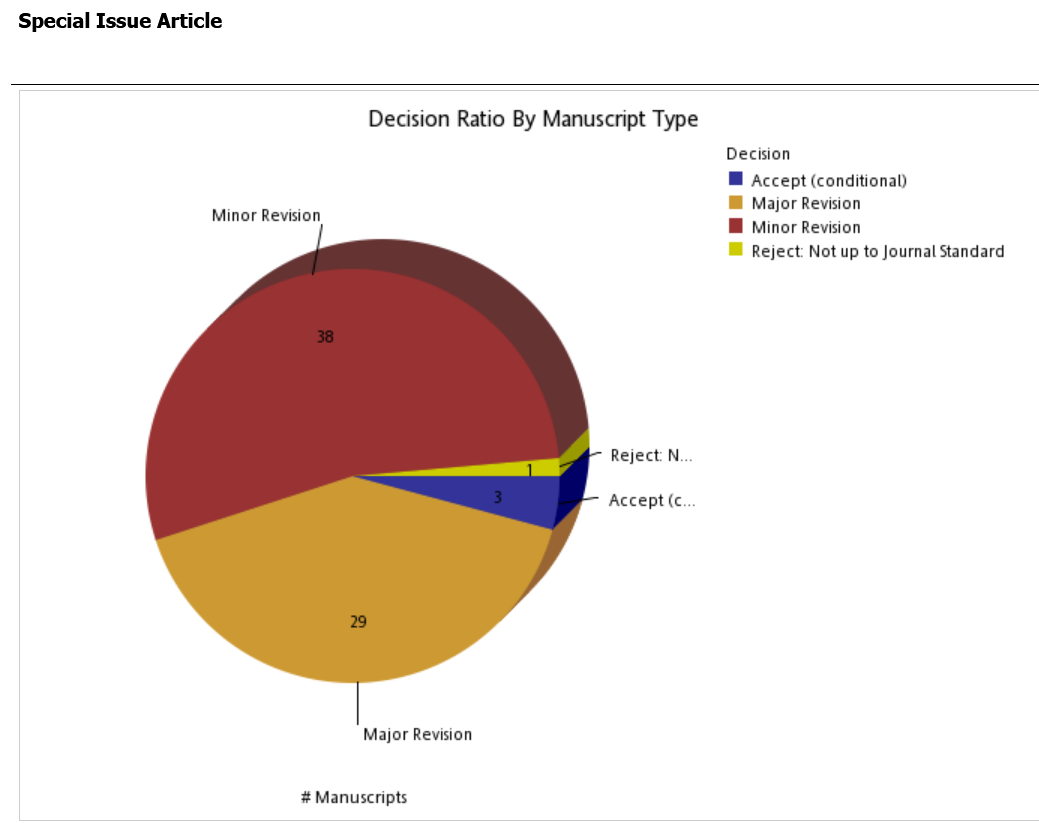 Special Issue Article
Decision Ratio By Manuscript Type
Decision
Accept (conditional)
Major Revision
Minor Revision
Reject: Not up to Journal Standard
Minor Revision
38
Reject: N...
1
3
Accept (c...
29
Major Revision
# Manuscripts